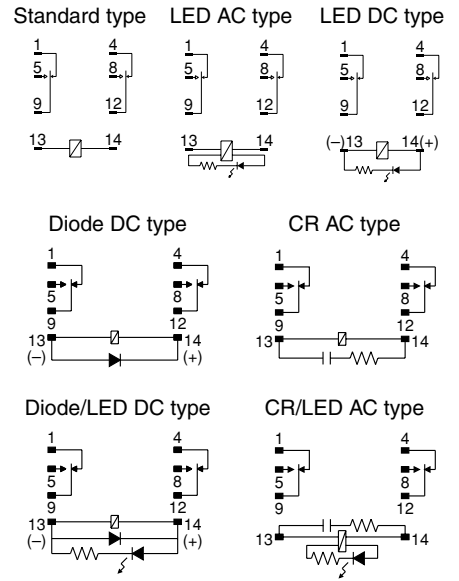 Standard type LED AC type LED DC type
1 4 1 4 1 4
5 8 5 8 5 8
9 12 9 12 9 12
13 14 13 14 (–)13 14(+)
Diode DC type CR AC type
1 4 1 4
5 8 5 8
9 12 9 12
13 14 13 14
(–) (+)
Diode/LED DC type CR/LED AC type
1 4 1 4
5 8 5 8
9 12 9 12
13 14 13 14
(–) (+)